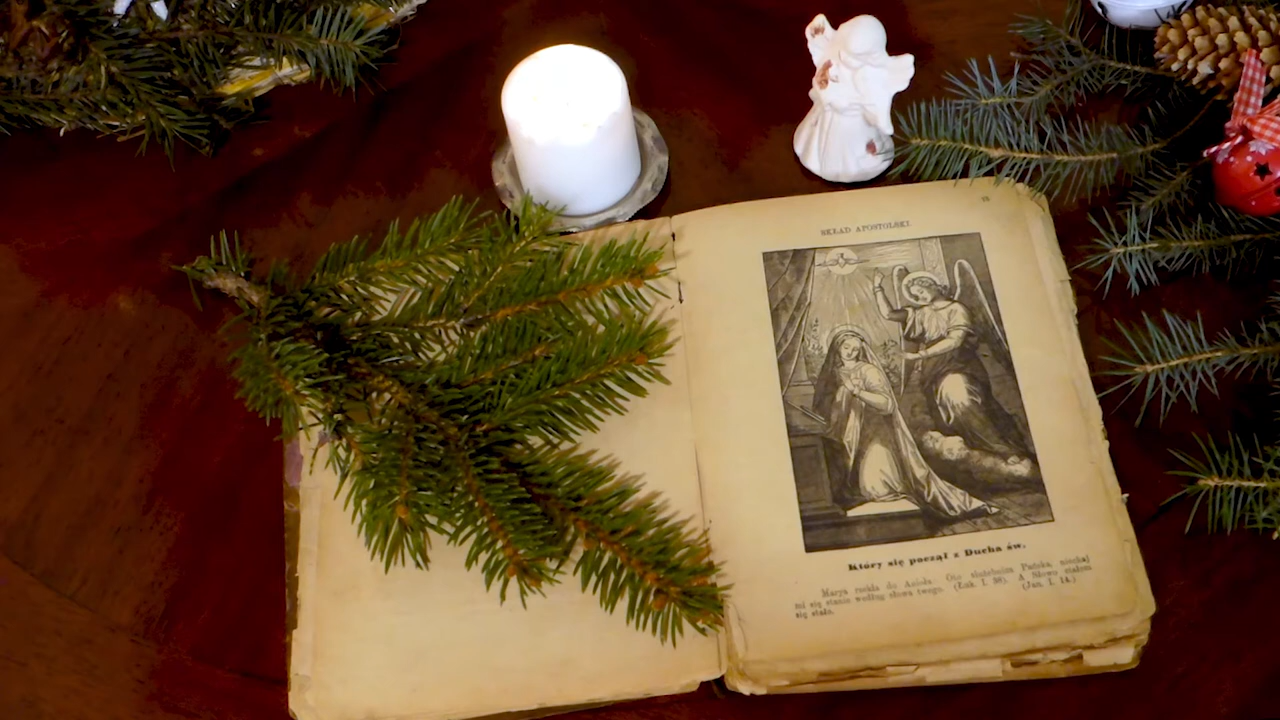 SKŁAD APOSTOLSKI.
Który się począł z Ducha św.
Marya rzekła do Anioła: Oto służebnica Pańska, niechaj
mi się stanie według słowa twego. (Łuk. I. 38). A Słowo ciałem
się stało. (Jan. I. 14.)